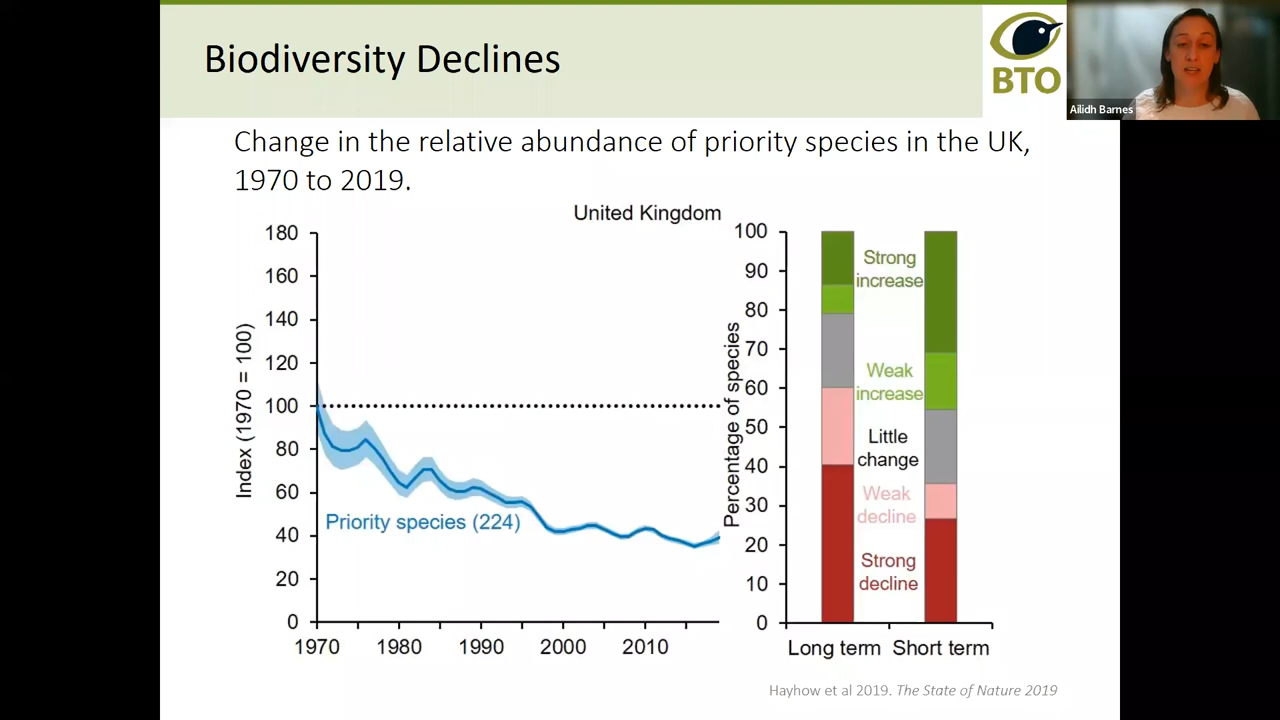 Biodiversity Declines
BTO
Ailidh Barnes
Change in the relative abundance of priority species in the UK,
1970 to 2019.
United Kingdom
Index (1970 = 100)
180
160
140
120
100
80
60
40
20
0
Priority species (224)
1970
1980
1990
2000
2010
Percentage of species
100
90
80
70
60
50
40
30
20
10
0
Strong
increase
Weak
increase
Little
change
Weak
decline
Strong
decline
Long term
Short term
Hayhow et al 2019. The State of Nature 2019